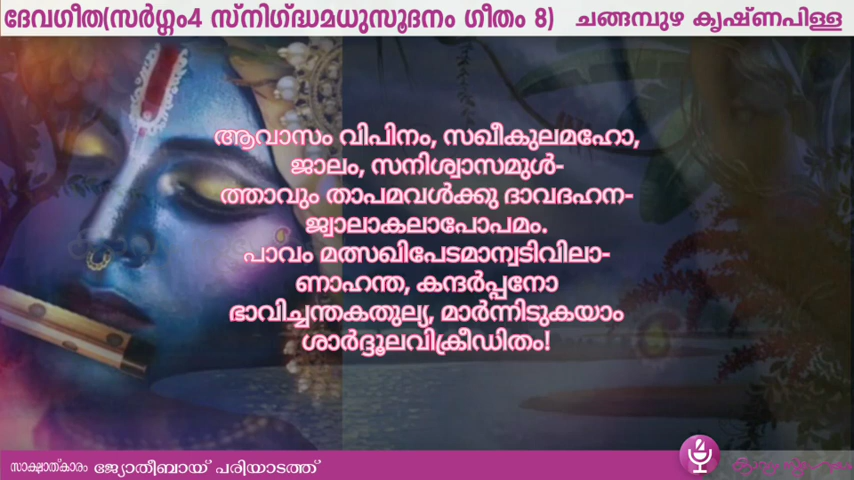 ദേവഗീത(സർഗ്ഗം4 സ്നിഗ്ദ്ധമധുസൂദനം ഗീതം 8) ചങ്ങമ്പുഴ കൃഷ്ണപിള്ള
ആവാസം വിപിനം, സഖീകുലമഹോ,
ജാലം, സനിശ്വാസമുൾ-
ത്താവും താപമവൾക്കു ദാവദഹന-
ജ്വാലാകലാപോപമം.
പാവം മത്സഖിപേടമാന്വടിവിലാ-
ണാഹന്ത, കന്ദർപ്പനോ
ഭാവിച്ചന്തകതുല്യ, മാർന്നിടുകയാം
ശാർദ്ദൂലവിക്രീഡിതം!
സാക്ഷാത്കാരം ജ്യോതീബായ് പരിയാടത്ത്